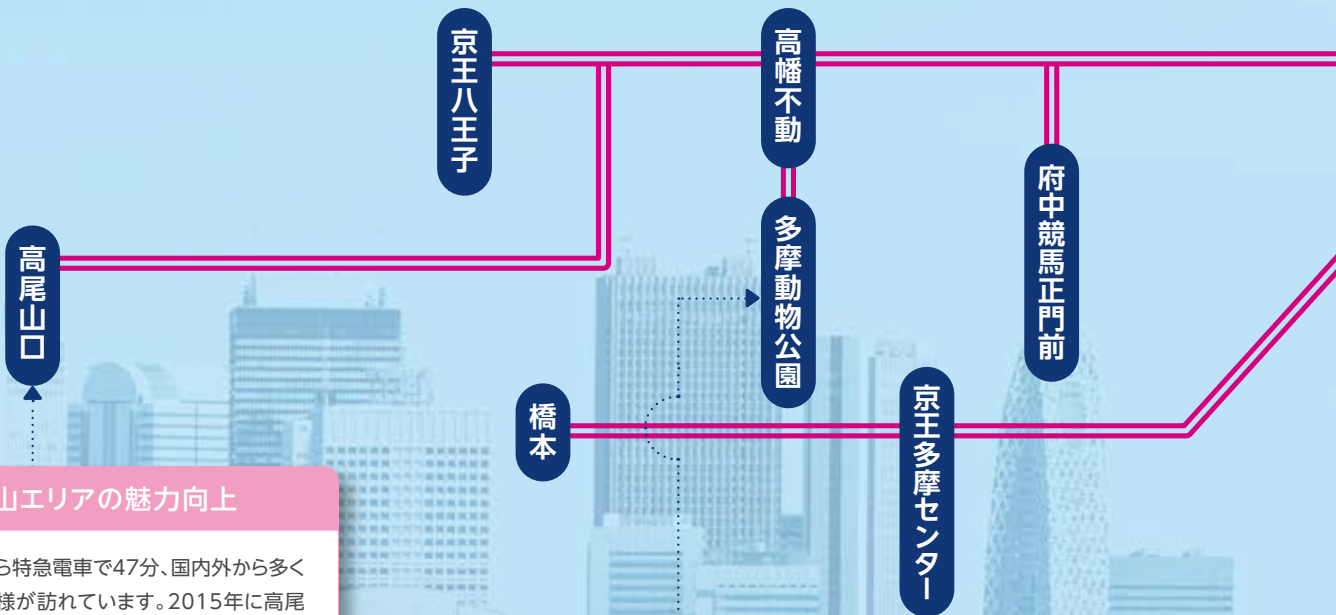 京王八王子
高幡不動
府中競馬正門前
高尾山口
多摩動物公園
橋本
京王多摩センター
山エリアの魅力向上
ら特急電車で47分、国内外から多く
様が訪れています。2015年に高尾